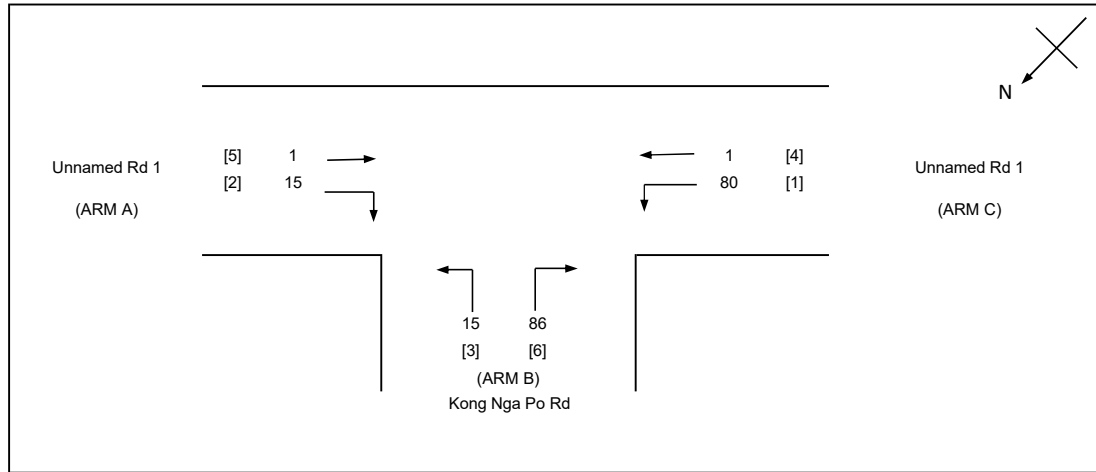 N
Unnamed Rd 1
(ARM A)
[5] 1
[2] 15
1 [4]
80 [1]
Unnamed Rd 1
(ARM C)
15 86
[3] [6]
(ARM B)
Kong Nga Po Rd